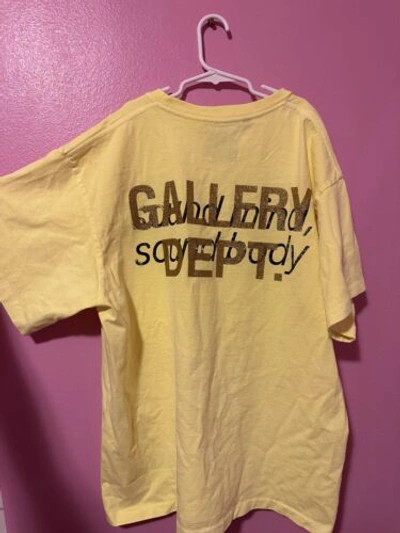 GALLERY
sound mind,
sound body
DEPT.